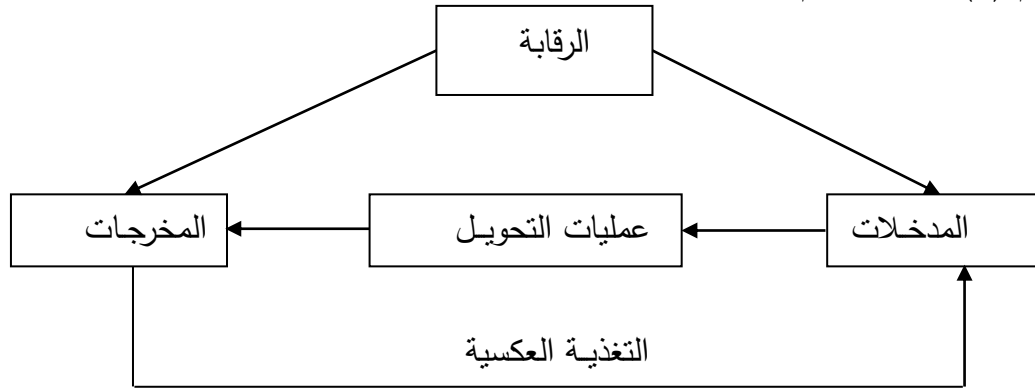 الرقابة
المدخلات
عمليات التحويل
المخرجات
التغذية العكسية